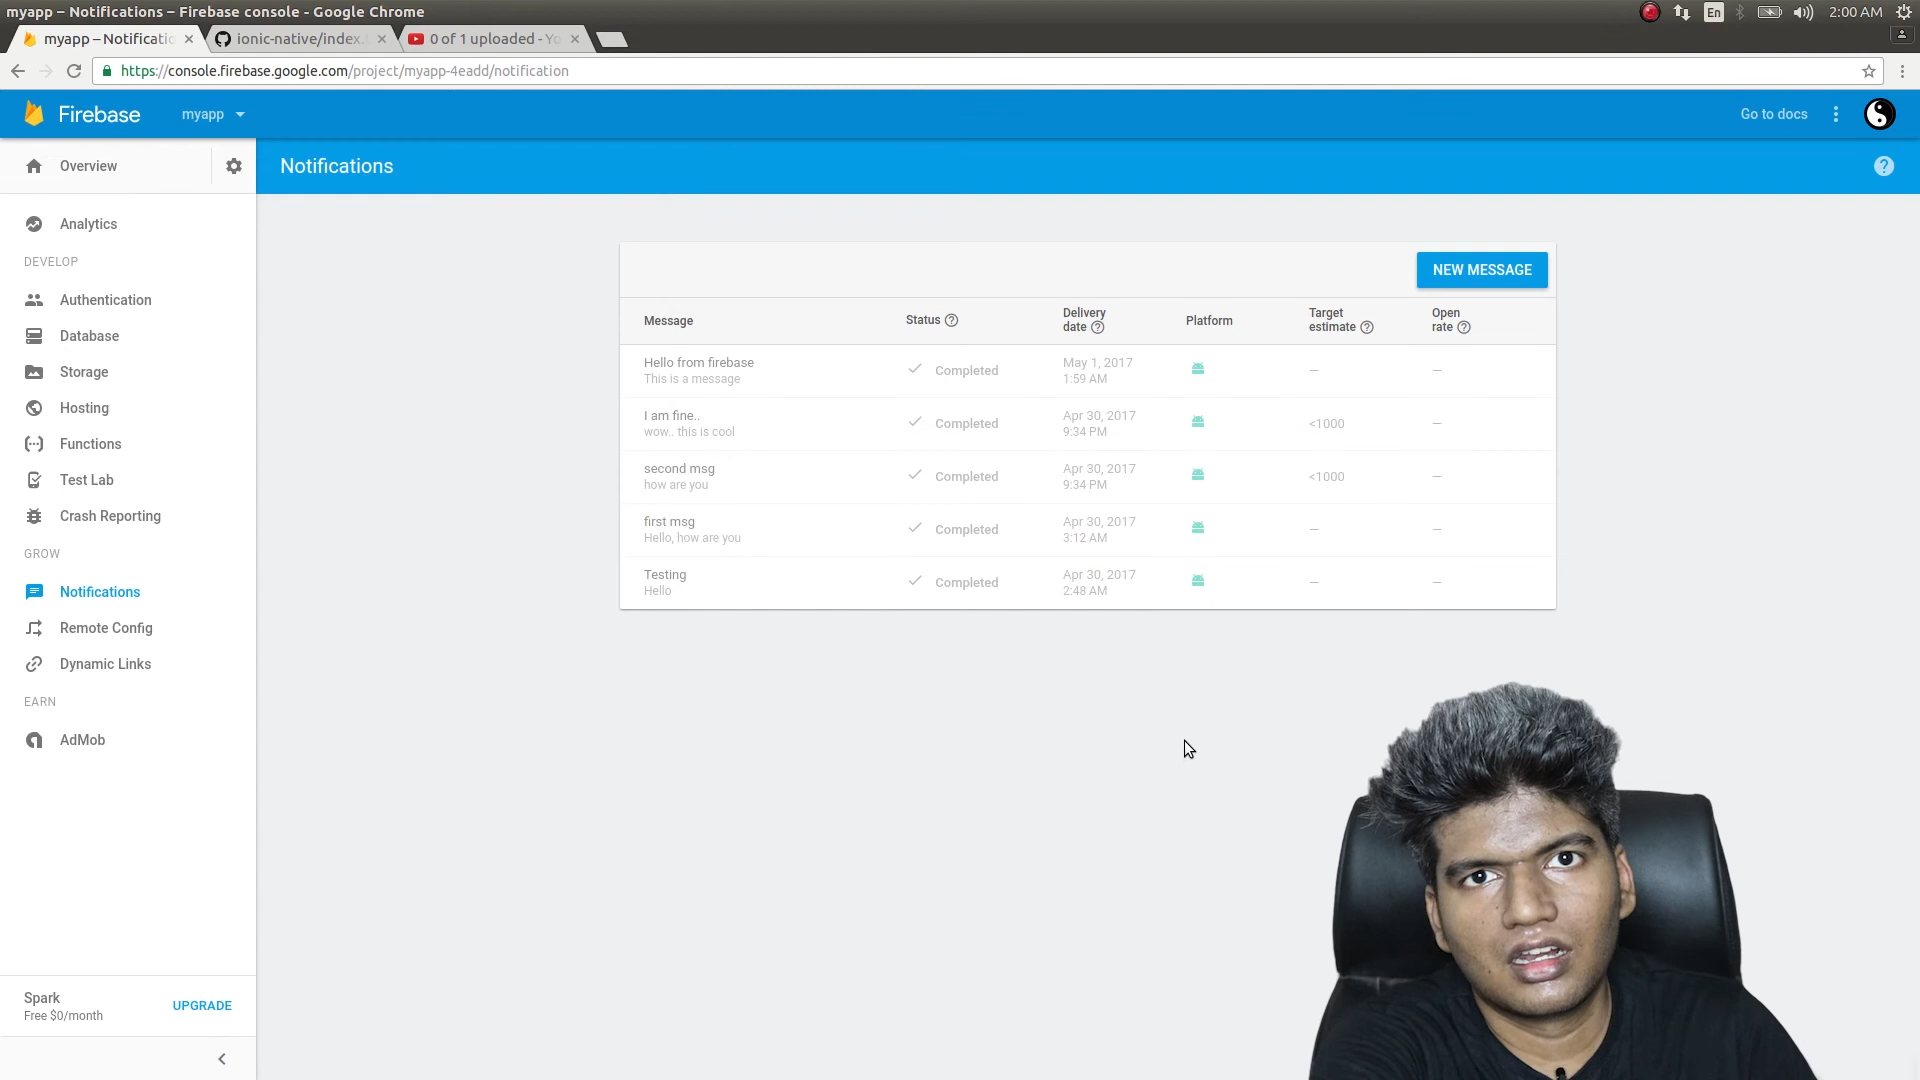 myapp – Notifications – Firebase console - Google Chrome
En
2:00 AM
myapp – Notificatic
ionic-native/index.
0 of 1 uploaded - Yo
https://console.firebase.google.com/project/myapp-4eadd/notification
Firebase
myapp
Go to docs
Overview
Notifications
?
Analytics
DEVELOP
Authentication
Database
Storage
Hosting
Functions
Test Lab
Crash Reporting
GROW
Notifications
Remote Config
Dynamic Links
EARN
AdMob
Spark
Free $0/month
UPGRADE
NEW MESSAGE
Message
Status ?
Delivery
date ?
Platform
Target
estimate ?
Open
rate ?
Hello from firebase
This is a message
Completed
May 1, 2017
1:59 AM
—
—
I am fine..
wow.. this is cool
Completed
Apr 30, 2017
9:34 PM
<1000
—
second msg
how are you
Completed
Apr 30, 2017
9:34 PM
<1000
—
first msg
Hello, how are you
Completed
Apr 30, 2017
3:12 AM
—
—
Testing
Hello
Completed
Apr 30, 2017
2:48 AM
—
—